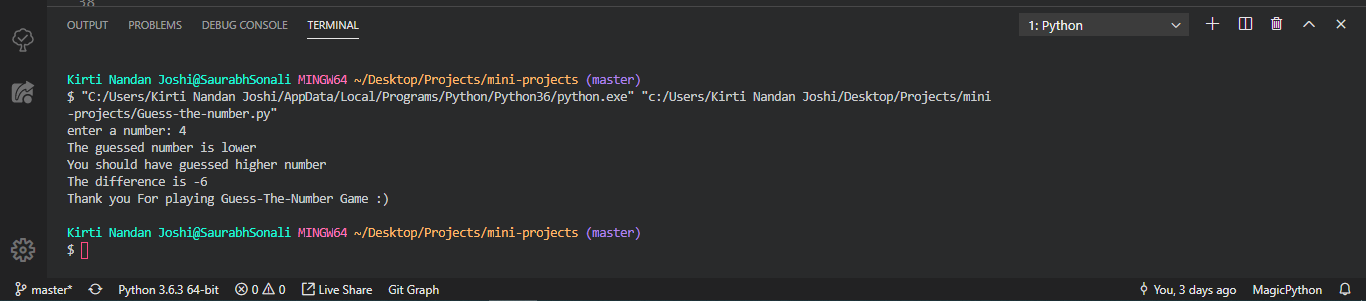 38
OUTPUT PROBLEMS DEBUG CONSOLE TERMINAL 1: Python
Kirti Nandan Joshi@SaurabhSonali MINGW64 ~/Desktop/Projects/mini-projects (master)
$ "C:/Users/Kirti Nandan Joshi/AppData/Local/Programs/Python/Python36/python.exe" "c:/Users/Kirti Nandan Joshi/Desktop/Projects/mini
-projects/Guess-the-number.py"
enter a number: 4
The guessed number is lower
You should have guessed higher number
The difference is -6
Thank you For playing Guess-The-Number Game :)
Kirti Nandan Joshi@SaurabhSonali MINGW64 ~/Desktop/Projects/mini-projects (master)
$
master* Python 3.6.3 64-bit 0 0 Live Share Git Graph You, 3 days ago MagicPython